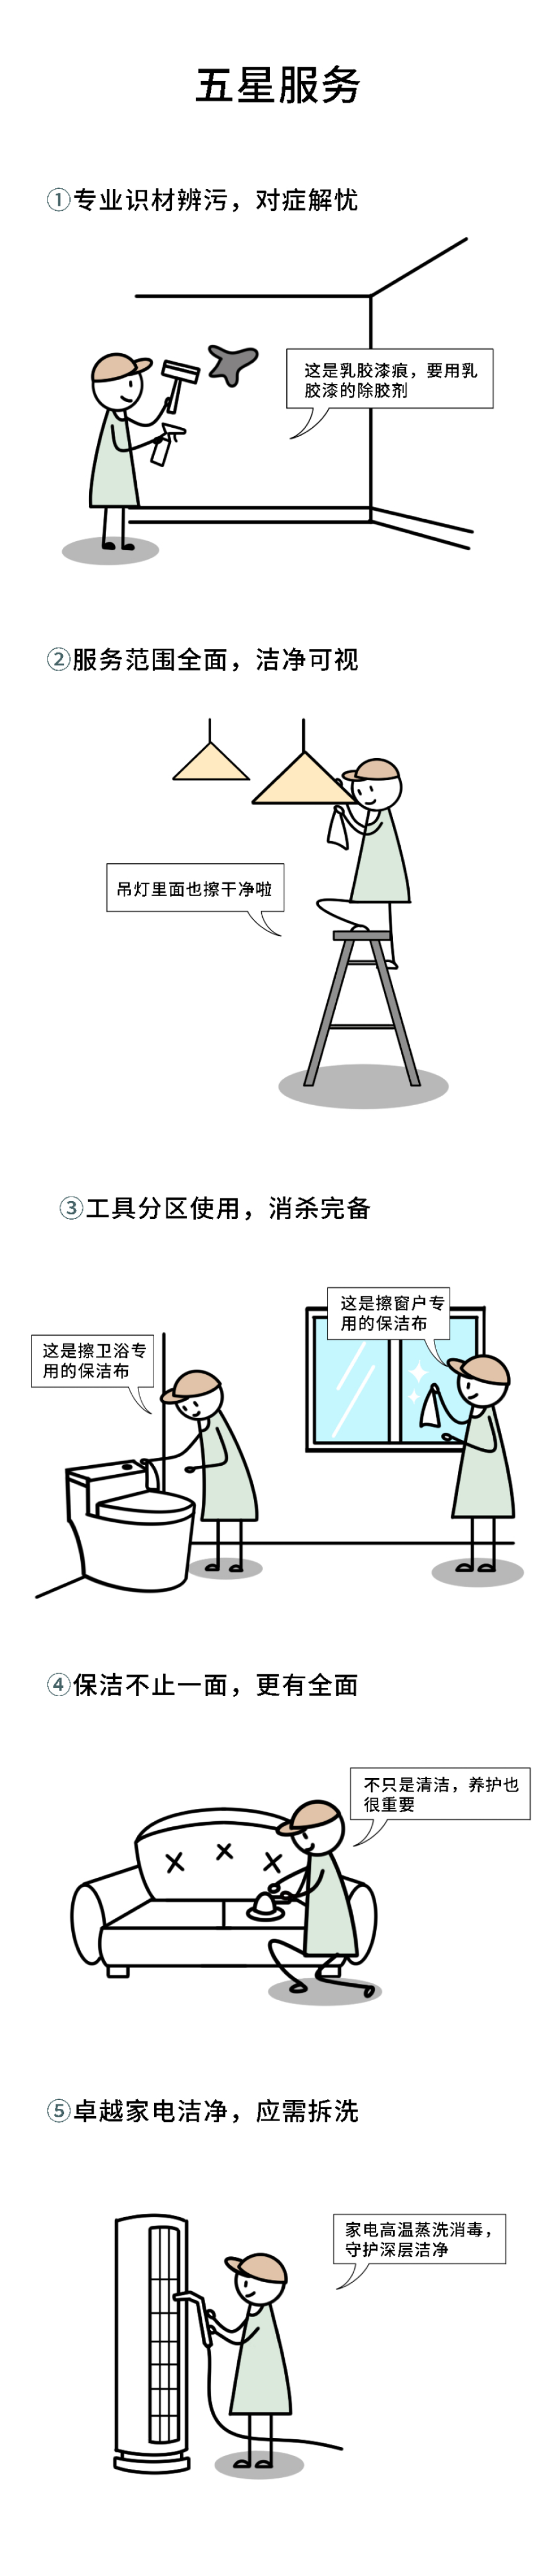 五星服务
①专业识材辨污，对症解忧
这是乳胶漆痕，要用乳
胶漆的除胶剂
②服务范围全面，洁净可视
吊灯里面也擦干净啦
③工具分区使用，消杀完备
这是擦窗户专
用的保洁布
这是擦卫浴专
用的保洁布
④保洁不止一面，更有全面
不只是清洁，养护也
很重要
⑤卓越家电洁净，应需拆洗
家电高温蒸洗消毒，
守护深层洁净